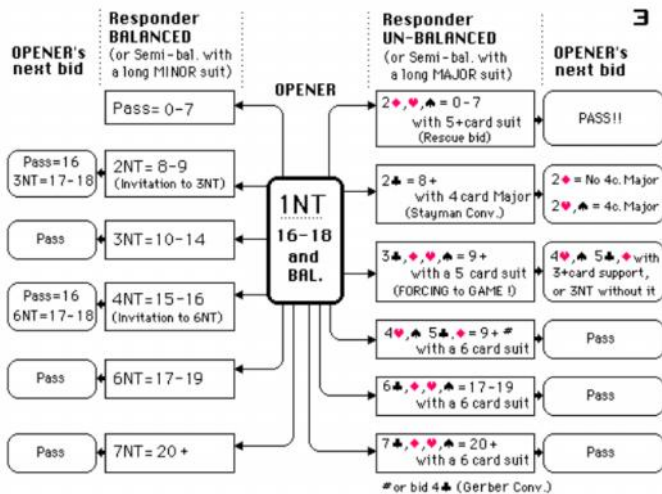 3
OPENER's
next bid
Responder
BALANCED
(or Semi-bal. with
a long MINOR suit)
OPENER
Responder
UN-BALANCED
(or Semi-bal. with
a long MAJOR suit)
OPENER's
next bid
Pass= 0-7
Pass=16
3NT=17-18
2NT= 8-9
(Invitation to 3NT)
Pass
3NT=10-14
Pass=16
6NT=17-18
4NT=15-16
(Invitation to 6NT)
Pass
6NT=17-19
Pass
7NT= 20 +
1NT
16-18
and
BAL.
2♦,♥,♠ = 0-7
with 5+card suit
(Rescue bid)
PASS!!
2♣ = 8+
with 4 card Major
(Stayman Conv.)
2♦ = No 4c. Major
2♥,♠ = 4c. Major
3♣,♦,♥,♠ = 9+
with a 5 card suit
(FORCING to GAME !)
4♥,♠ 5♣,♦ with
3+card support,
or 3NT without it
4♥,♠ 5♣,♦ = 9+ #
with a 6 card suit
Pass
6♣,♦,♥,♠ = 17-19
with a 6 card suit
Pass
7♣,♦,♥,♠ = 20+
with a 6 card suit
Pass
# or bid 4♣ (Gerber Conv.)